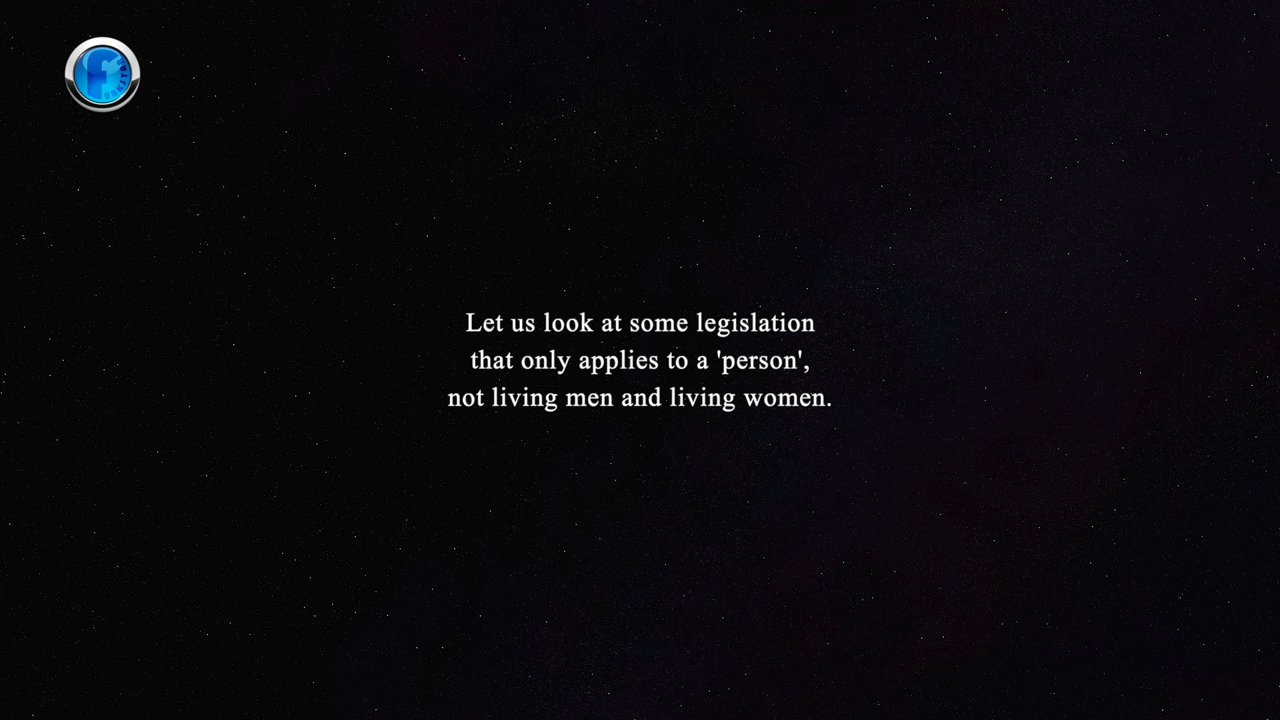 Let us look at some legislation
that only applies to a 'person',
not living men and living women.